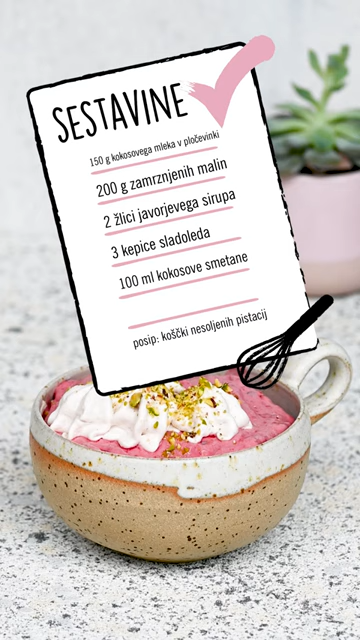 SESTAVINE
150 g kokosovega mleka v pločevinki
200 g zamrznjenih malin
2 žlici javorjevega sirupa
3 kepice sladoleda
100 ml kokosove smetane
posip: koščki nesoljenih pistacij